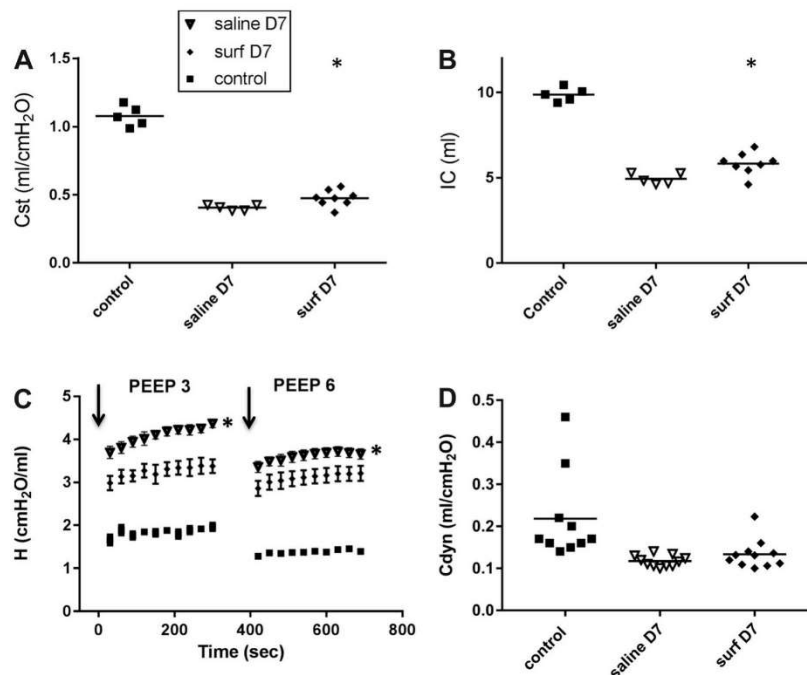 saline D7
surf D7
control
A
*
1.5
1.0
0.5
0.0
Cst (ml/cmH₂O)
control
saline D7
surf D7
B
*
10
5
0
IC (ml)
Control
saline D7
surf D7
C
PEEP 3
PEEP 6
*
*
5
4
3
2
1
0
H (cmH₂O/ml)
0
200
400
600
800
Time (sec)
D
0.5
0.4
0.3
0.2
0.1
0.0
Cdyn (ml/cmH₂O)
control
saline D7
surf D7